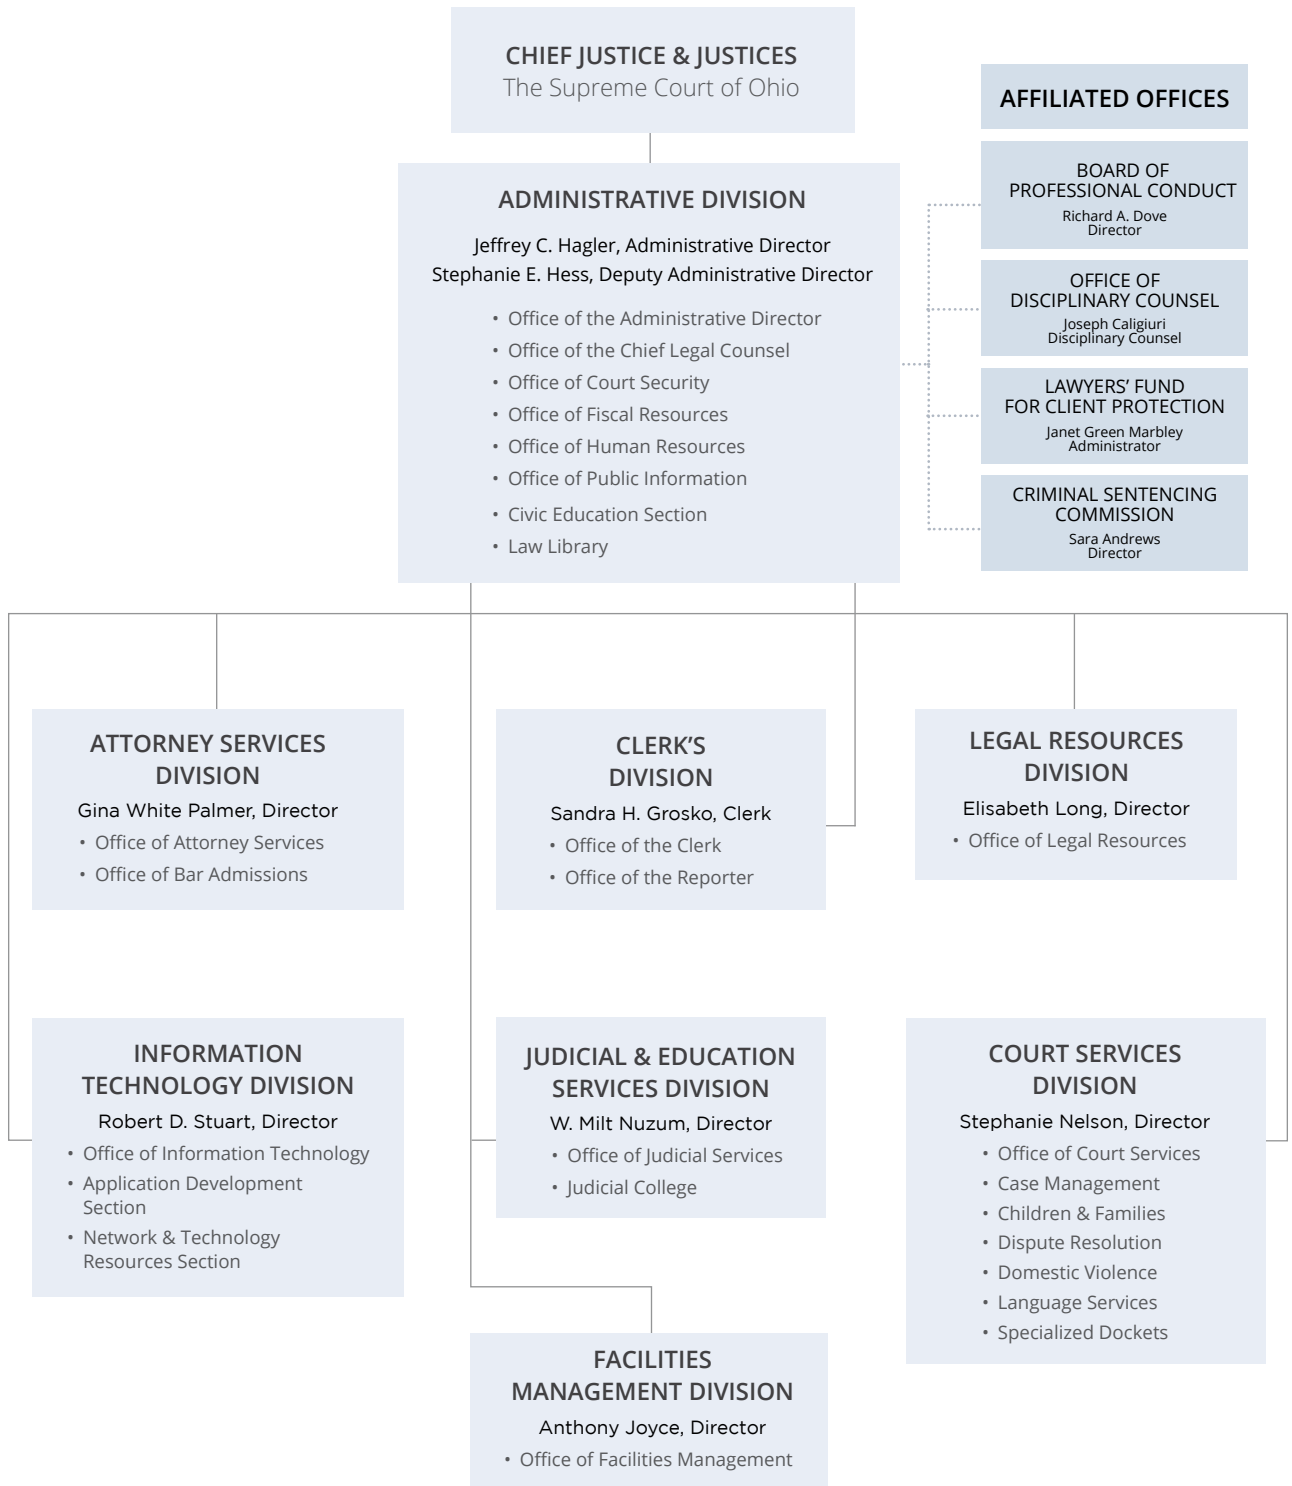 CHIEF JUSTICE & JUSTICES
The Supreme Court of Ohio
AFFILIATED OFFICES
BOARD OF
PROFESSIONAL CONDUCT
Richard A. Dove
Director
OFFICE OF
DISCIPLINARY COUNSEL
Joseph Caligiuri
Disciplinary Counsel
LAWYERS’ FUND
FOR CLIENT PROTECTION
Janet Green Marbley
Administrator
CRIMINAL SENTENCING
COMMISSION
Sara Andrews
Director
ADMINISTRATIVE DIVISION
Jeffrey C. Hagler, Administrative Director
Stephanie E. Hess, Deputy Administrative Director
• Office of the Administrative Director
• Office of the Chief Legal Counsel
• Office of Court Security
• Office of Fiscal Resources
• Office of Human Resources
• Office of Public Information
• Civic Education Section
• Law Library
ATTORNEY SERVICES
DIVISION
Gina White Palmer, Director
• Office of Attorney Services
• Office of Bar Admissions
CLERK’S
DIVISION
Sandra H. Grosko, Clerk
• Office of the Clerk
• Office of the Reporter
LEGAL RESOURCES
DIVISION
Elisabeth Long, Director
• Office of Legal Resources
INFORMATION
TECHNOLOGY DIVISION
Robert D. Stuart, Director
• Office of Information Technology
• Application Development
Section
• Network & Technology
Resources Section
JUDICIAL & EDUCATION
SERVICES DIVISION
W. Milt Nuzum, Director
• Office of Judicial Services
• Judicial College
COURT SERVICES
DIVISION
Stephanie Nelson, Director
• Office of Court Services
• Case Management
• Children & Families
• Dispute Resolution
• Domestic Violence
• Language Services
• Specialized Dockets
FACILITIES
MANAGEMENT DIVISION
Anthony Joyce, Director
• Office of Facilities Management